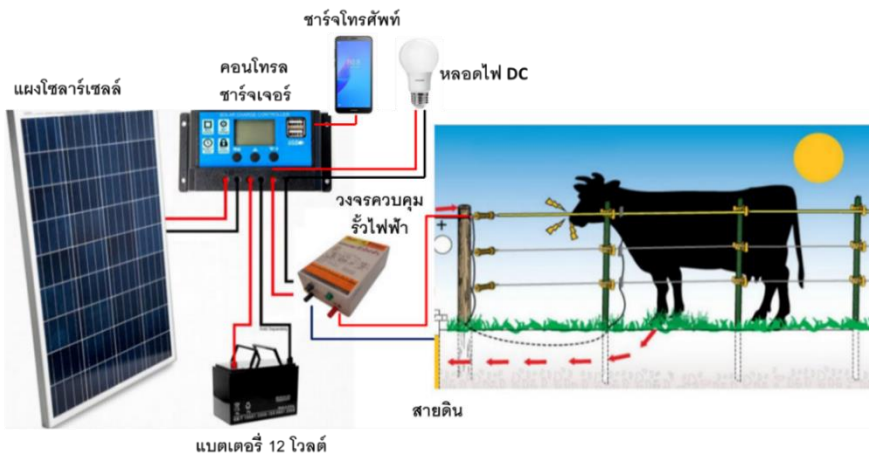 ชาร์จโทรศัพท์
หลอดไฟ DC
คอนโทรล
ชาร์จเจอร์
แผงโซลาร์เซลล์
วงจรควบคุม
รั้วไฟฟ้า
+
สายดิน
แบตเตอรี่ 12 โวลต์